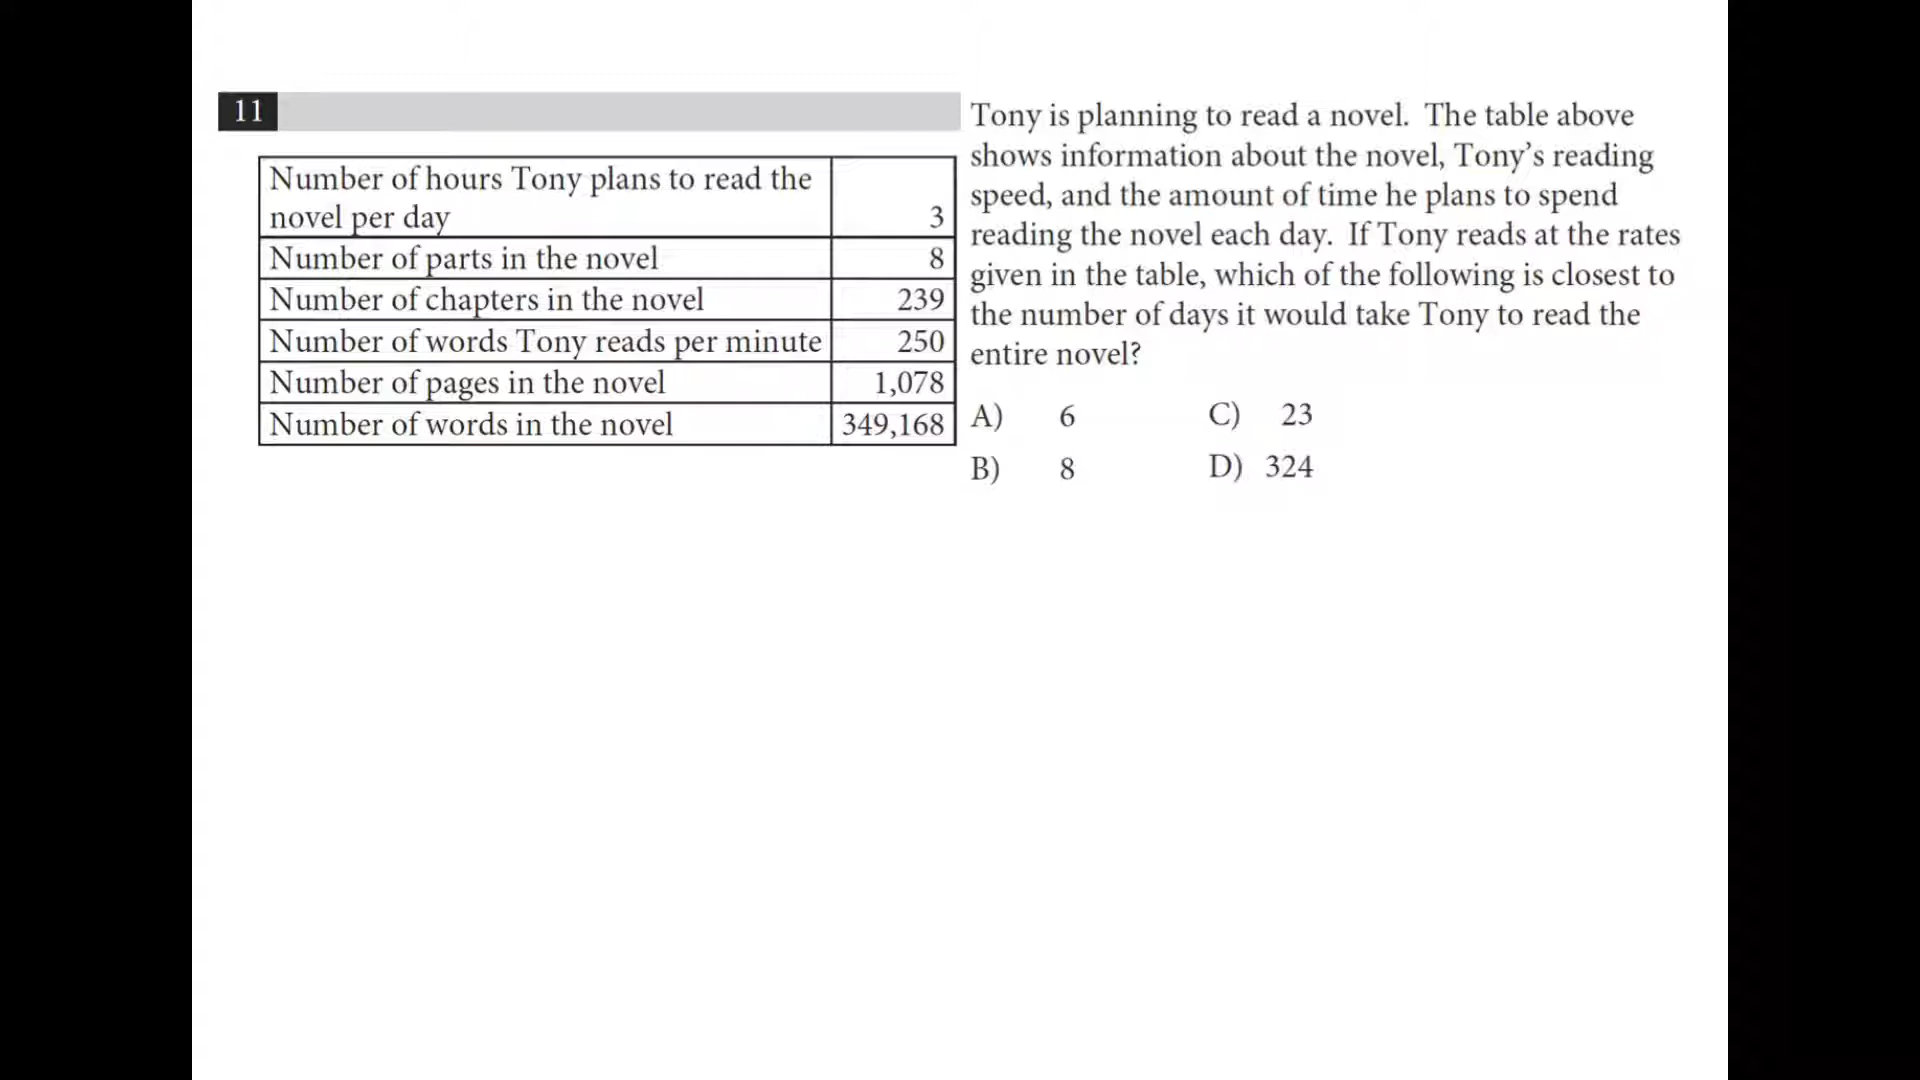 11
Number of hours Tony plans to read the
novel per day 3
Number of parts in the novel 8
Number of chapters in the novel 239
Number of words Tony reads per minute 250
Number of pages in the novel 1,078
Number of words in the novel 349,168
Tony is planning to read a novel. The table above
shows information about the novel, Tony’s reading
speed, and the amount of time he plans to spend
reading the novel each day. If Tony reads at the rates
given in the table, which of the following is closest to
the number of days it would take Tony to read the
entire novel?
A) 6 C) 23
B) 8 D) 324